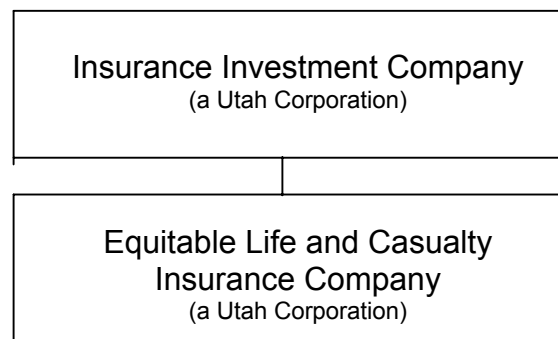 Insurance Investment Company
(a Utah Corporation)
Equitable Life and Casualty
Insurance Company
(a Utah Corporation)